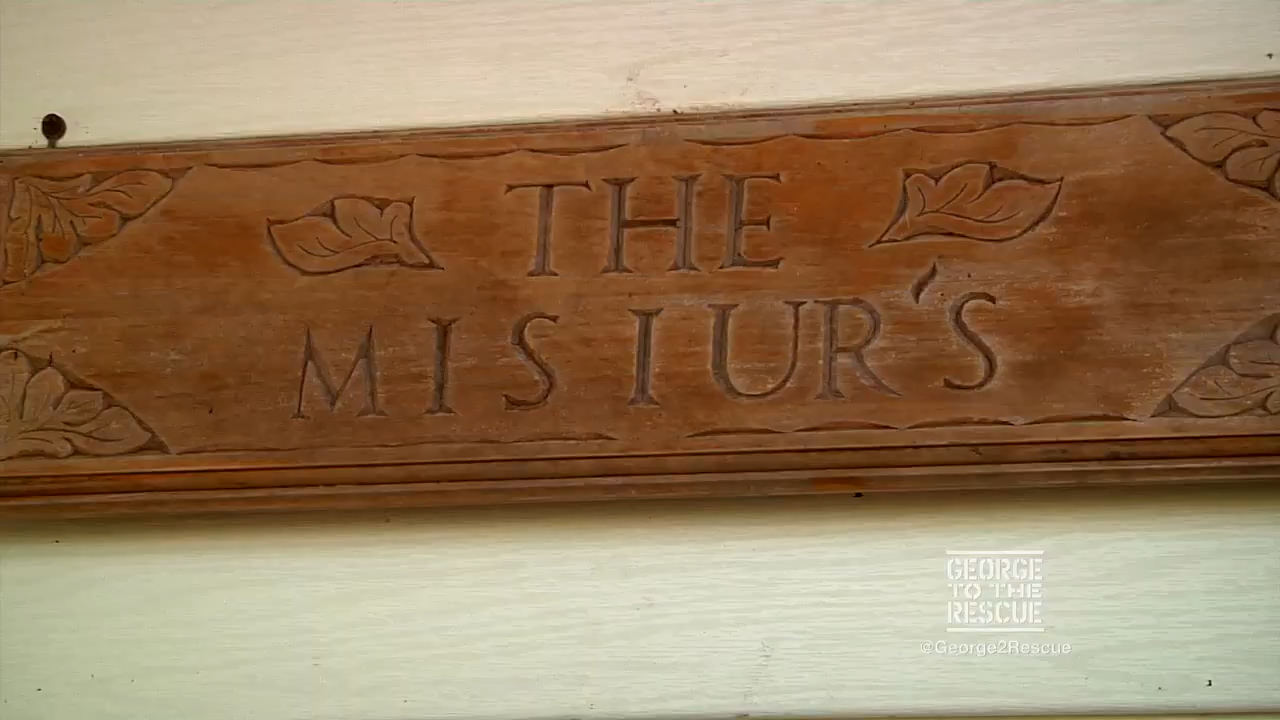 THE
MISIUR'S
GEORGE
TO THE
RESCUE
@George2Rescue